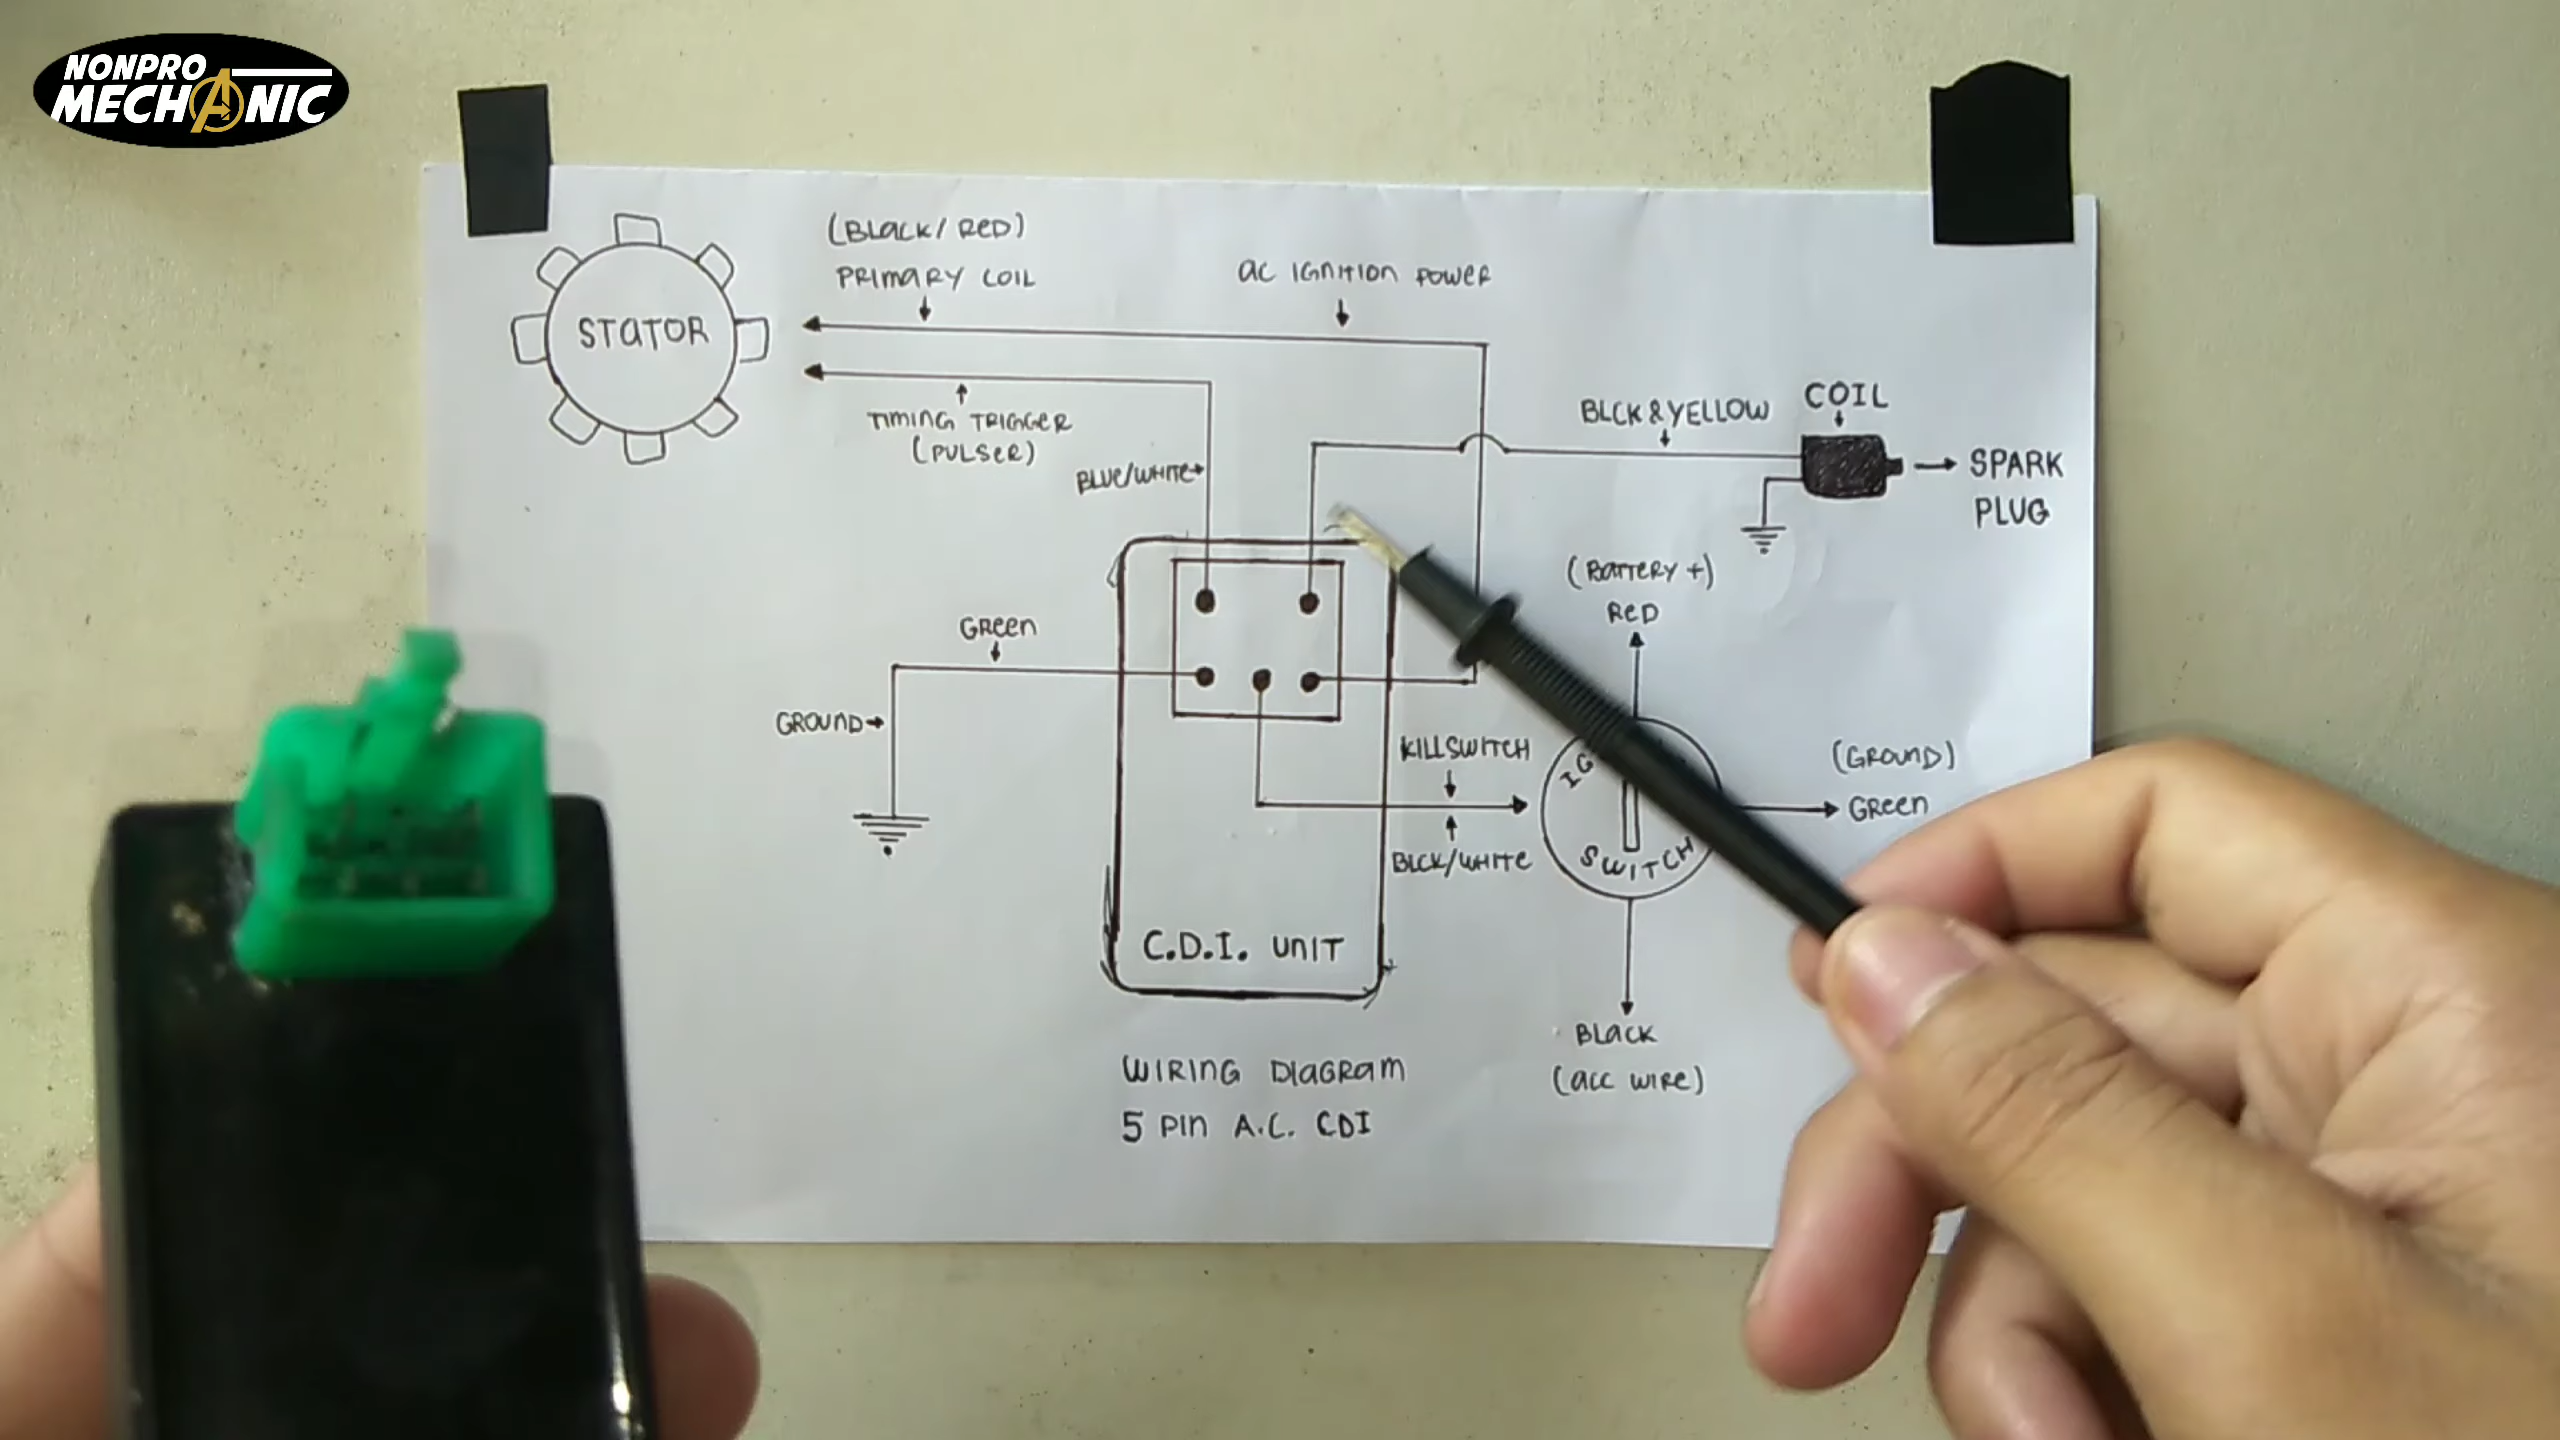 NONPRO
MECHANIC
(BLACK/RED)
PRIMARY COIL
AC IGNITION POWER
STATOR
TIMING TRIGGER
(PULSER)
BLUE/WHITE
BLCK & YELLOW
COIL
SPARK
PLUG
(BATTERY +)
RED
GREEN
GROUND
KILLSWITCH
BLCK/WHITE
IG
SWITCH
(GROUND)
GREEN
C.D.I. UNIT
BLACK
(ACC WIRE)
WIRING DIAGRAM
5 PIN A.C. CDI